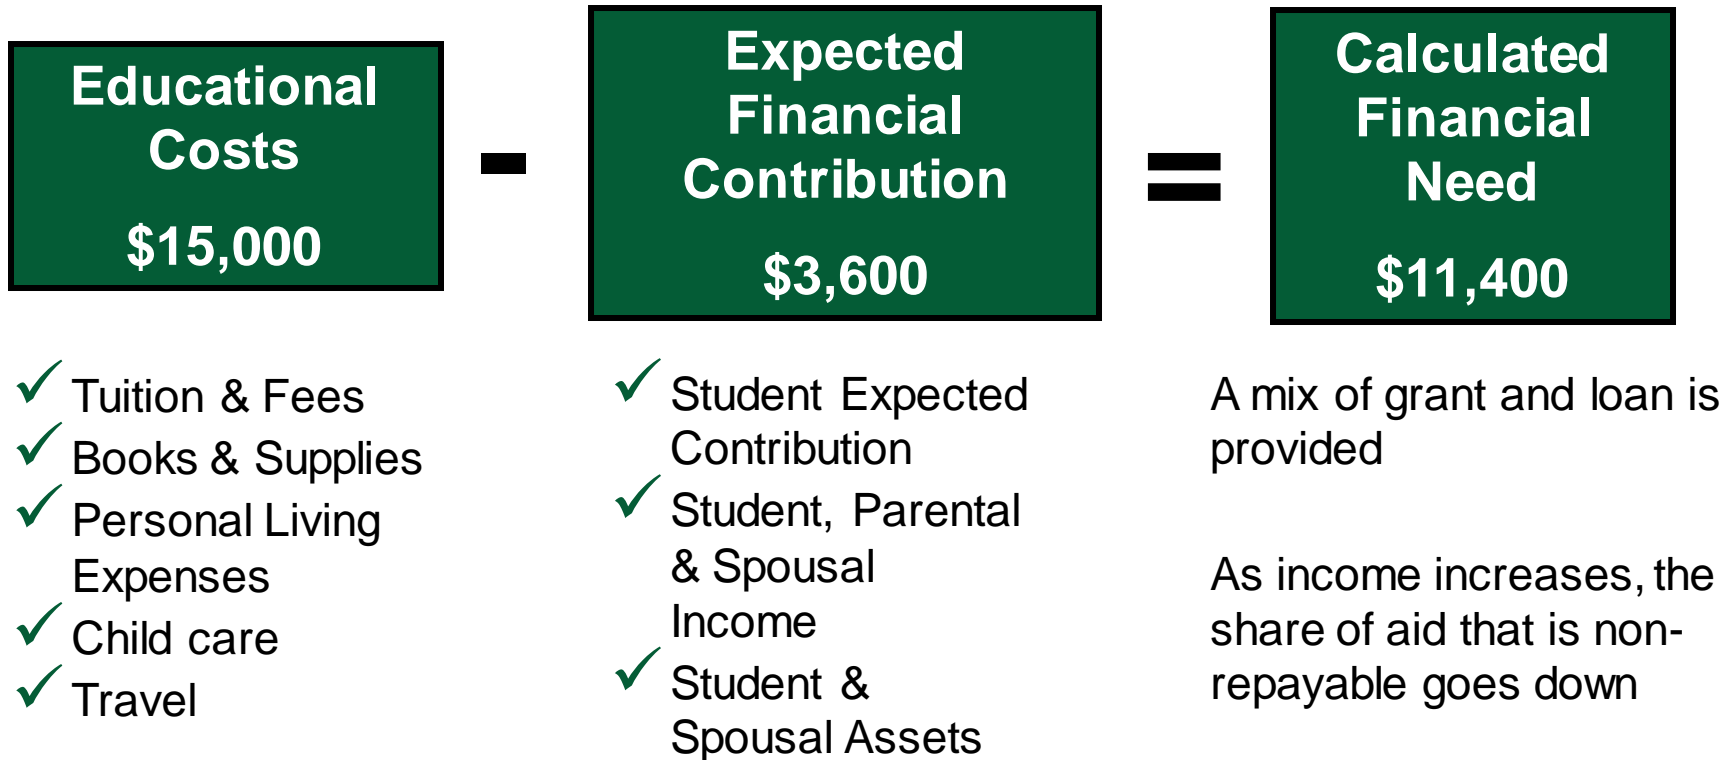 Educational
Costs
$15,000
-
Expected
Financial
Contribution
$3,600
=
Calculated
Financial
Need
$11,400
Tuition & Fees
Books & Supplies
Personal Living
Expenses
Child care
Travel
Student Expected
Contribution
Student, Parental
& Spousal
Income
Student &
Spousal Assets
A mix of grant and loan is
provided
As income increases, the
share of aid that is non-
repayable goes down